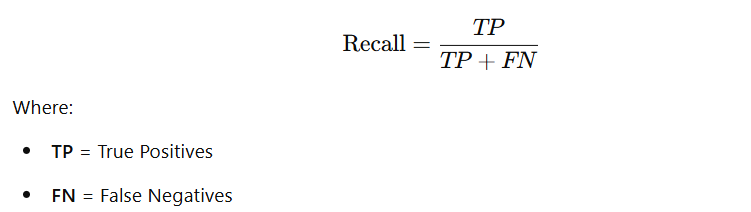 Recall = TP / TP + FN
Where:
• TP = True Positives
• FN = False Negatives